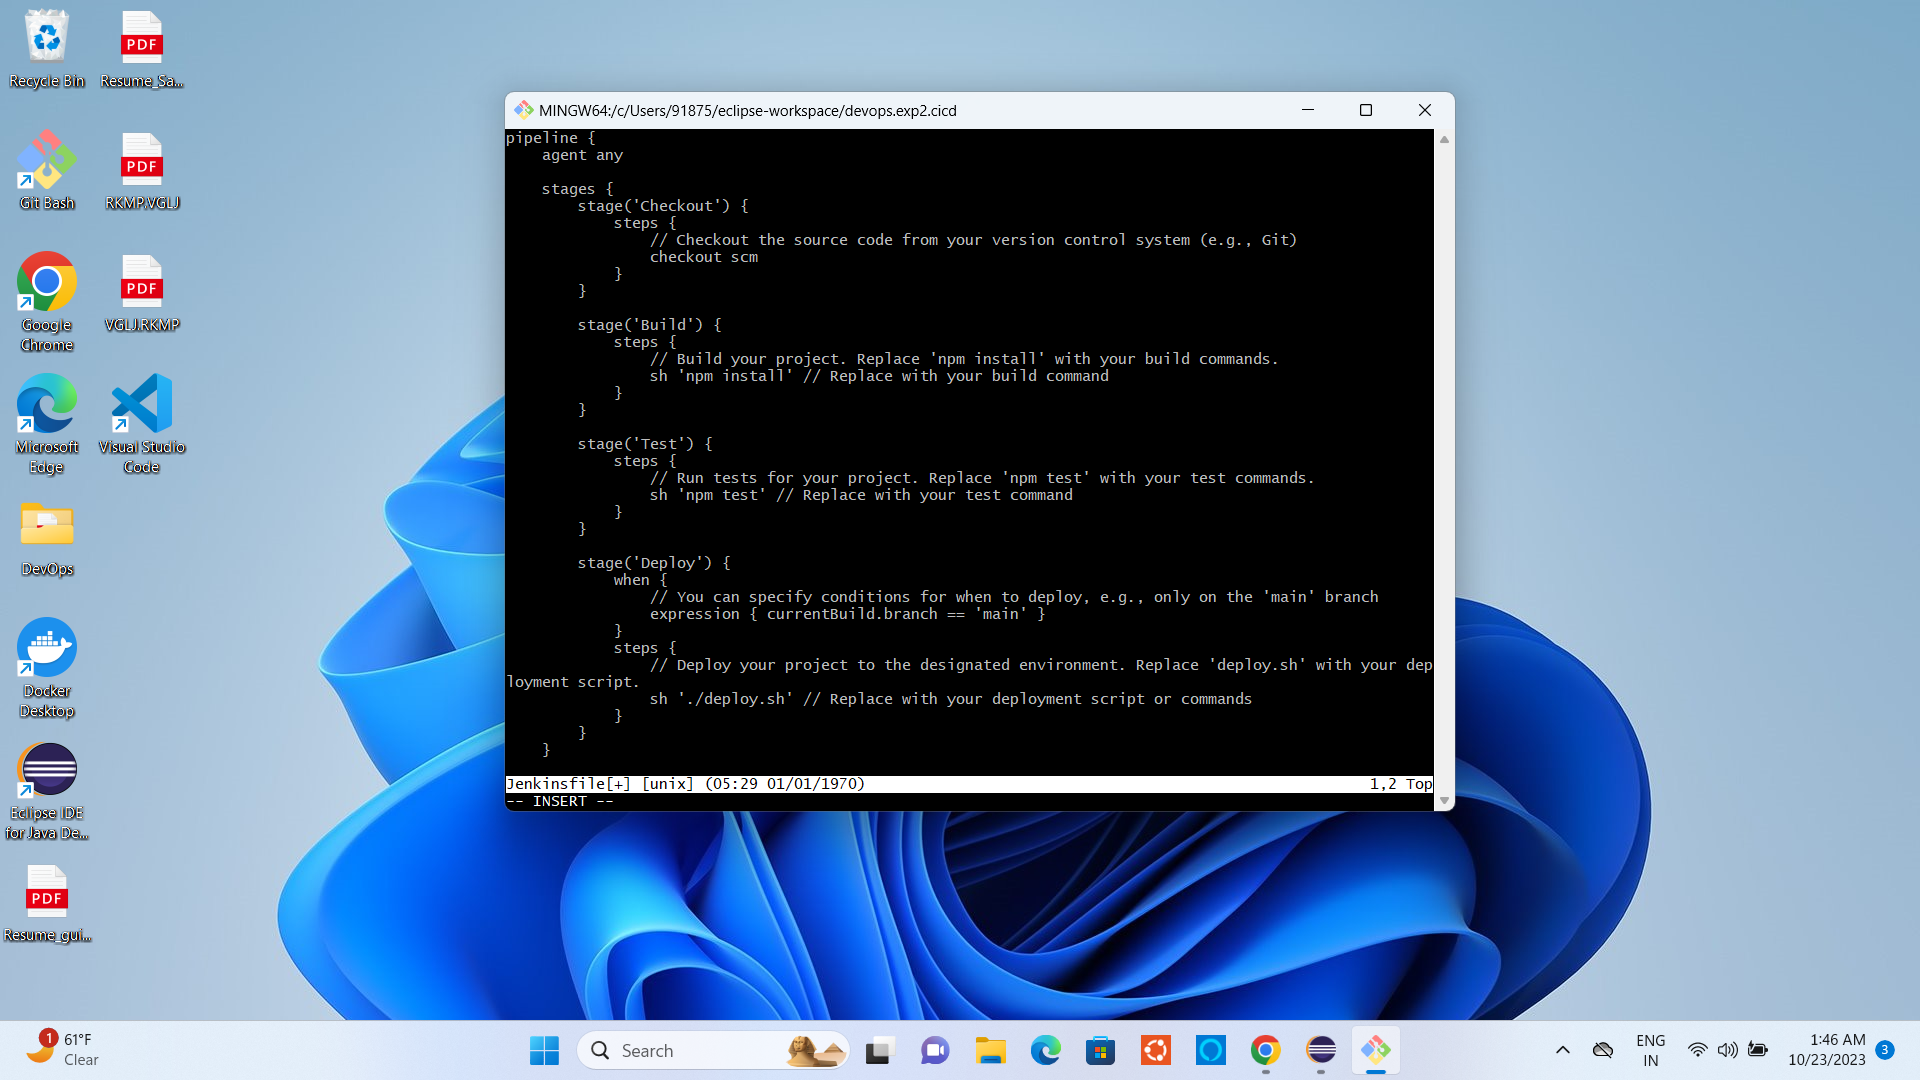 Recycle Bin
Resume_Sa...
Git Bash
RKMP.VGLJ
Google
Chrome
VGLJ.RKMP
Microsoft
Edge
Visual Studio
Code
DevOps
Docker
Desktop
Eclipse IDE
for Java De...
Resume_gui...
PDF
PDF
PDF
PDF
MINGW64:/c/Users/91875/eclipse-workspace/devops.exp2.cicd
pipeline {
    agent any

    stages {
        stage('Checkout') {
            steps {
                // Checkout the source code from your version control system (e.g., Git)
                checkout scm
            }
        }

        stage('Build') {
            steps {
                // Build your project. Replace 'npm install' with your build commands.
                sh 'npm install' // Replace with your build command
            }
        }

        stage('Test') {
            steps {
                // Run tests for your project. Replace 'npm test' with your test commands.
                sh 'npm test' // Replace with your test command
            }
        }

        stage('Deploy') {
            when {
                // You can specify conditions for when to deploy, e.g., only on the 'main' branch
                expression { currentBuild.branch == 'main' }
            }
            steps {
                // Deploy your project to the designated environment. Replace 'deploy.sh' with your dep
loyment script.
                sh './deploy.sh' // Replace with your deployment script or commands
            }
        }
    }
Jenkinsfile[+] [unix] (05:29 01/01/1970) 1,2 Top
-- INSERT --
1
61°F
Clear
Search
ENG
IN
1:46 AM
10/23/2023
3